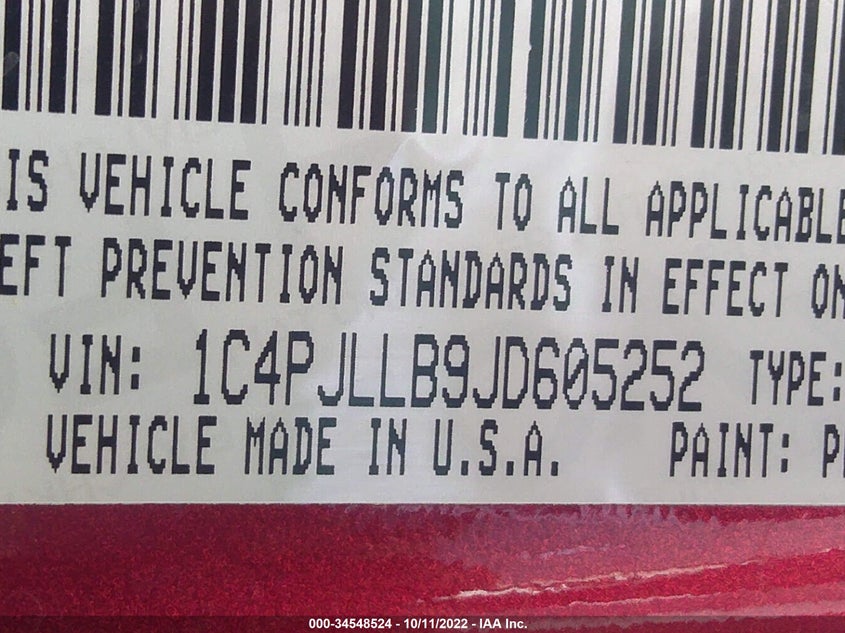 IS VEHICLE CONFORMS TO ALL APPLICABLE
EFT PREVENTION STANDARDS IN EFFECT ON
VIN: 1C4PJLLB9JD605252 TYPE:
VEHICLE MADE IN U.S.A. PAINT: P
000-34548524 - 10/11/2022 - IAA Inc.